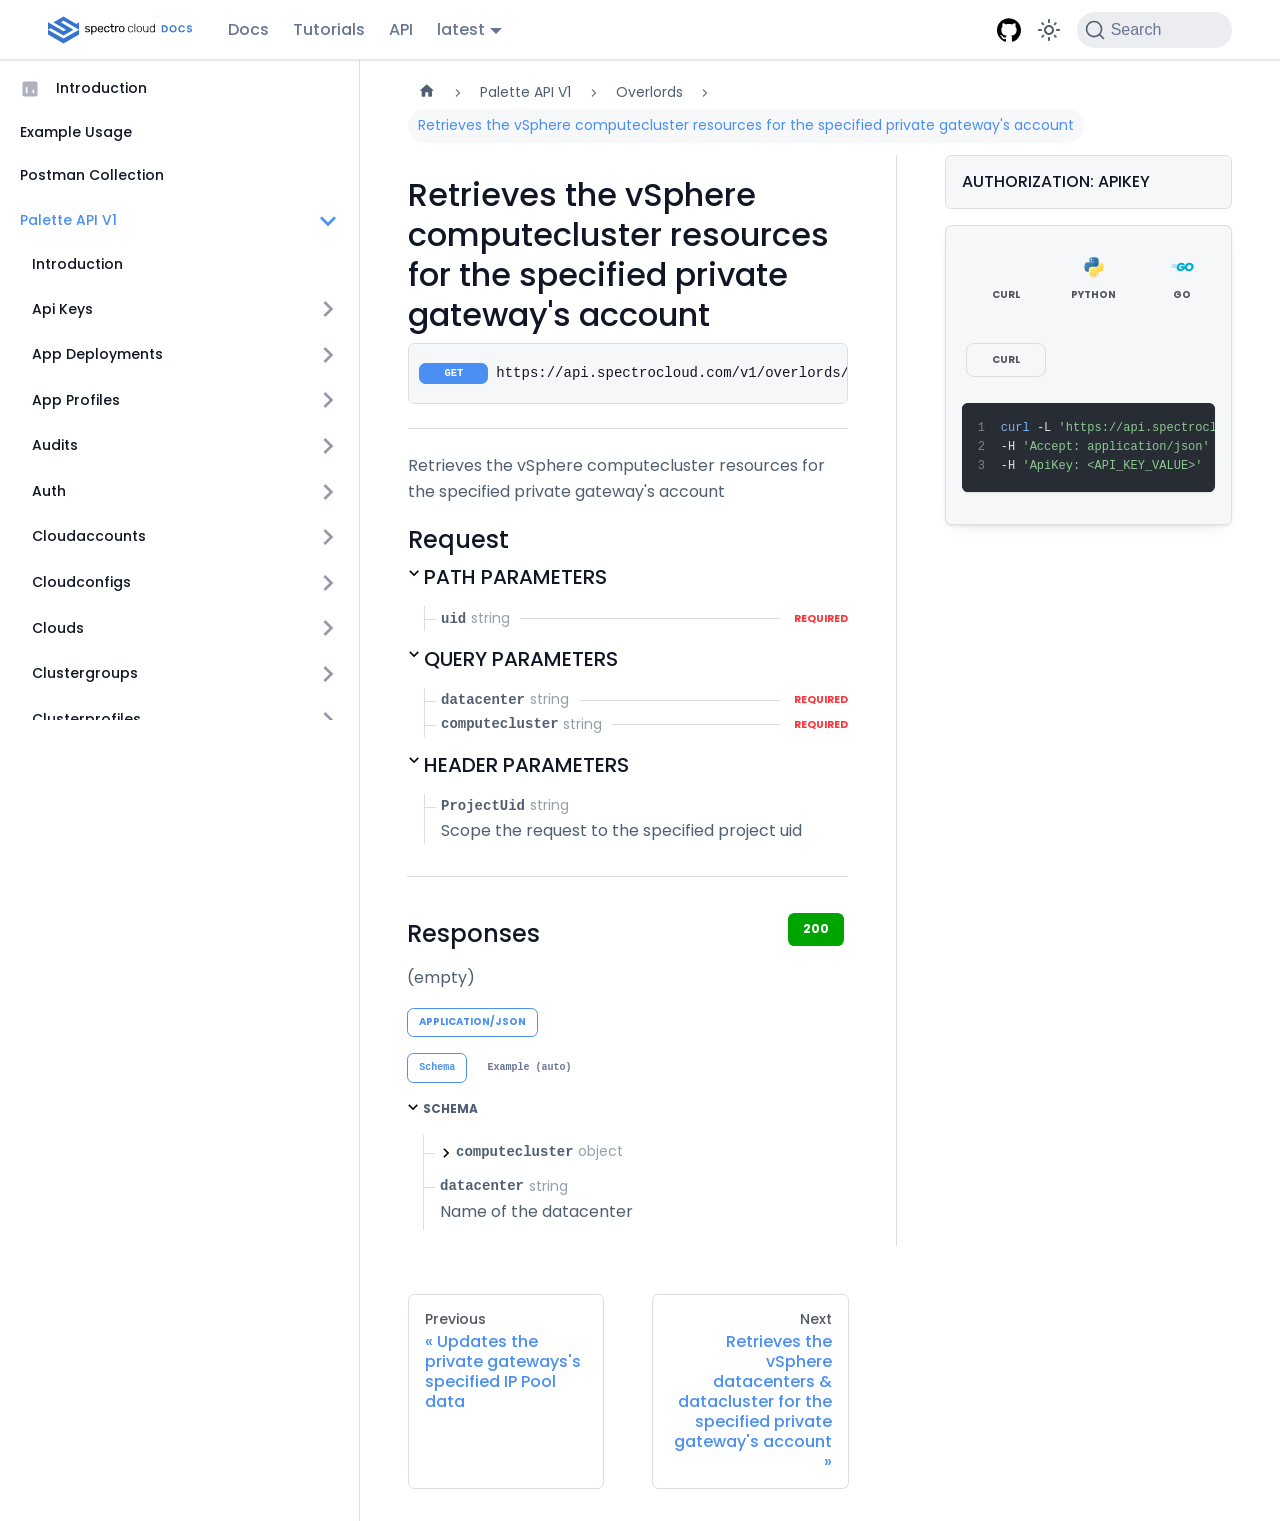 spectro cloud DOCS
Docs
Tutorials
API
latest
Search
Introduction
Example Usage
Postman Collection
Palette API V1
Introduction
Api Keys
App Deployments
App Profiles
Audits
Auth
Cloudaccounts
Cloudconfigs
Clouds
Clustergroups
Clusterprofiles
Palette API V1
Overlords
Retrieves the vSphere computecluster resources for the specified private gateway's account
Retrieves the vSphere
computecluster resources
for the specified private
gateway's account
GET https://api.spectrocloud.com/v1/overlords/
Retrieves the vSphere computecluster resources for
the specified private gateway's account
Request
PATH PARAMETERS
uid string REQUIRED
QUERY PARAMETERS
datacenter string REQUIRED
computecluster string REQUIRED
HEADER PARAMETERS
ProjectUid string
Scope the request to the specified project uid
Responses
200
(empty)
APPLICATION/JSON
Schema Example (auto)
SCHEMA
computecluster object
datacenter string
Name of the datacenter
AUTHORIZATION: APIKEY
CURL PYTHON GO
CURL
1 curl -L 'https://api.spectrocl
2 -H 'Accept: application/json'
3 -H 'ApiKey: <API_KEY_VALUE>'
Previous
« Updates the
private gateways's
specified IP Pool
data
Next
Retrieves the
vSphere
datacenters &
datacluster for the
specified private
gateway's account
»